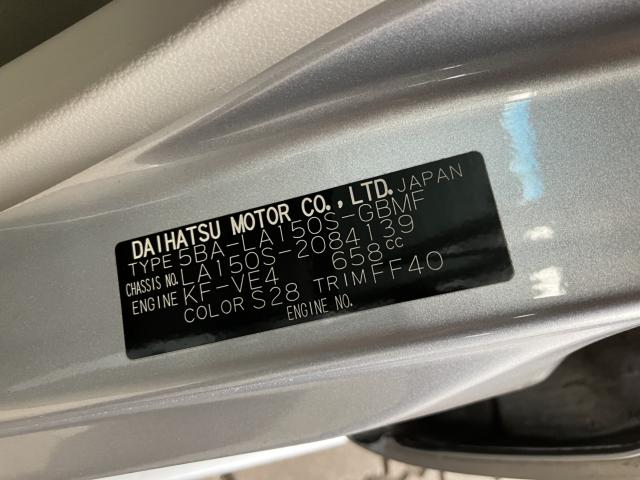 DAIHATSU MOTOR CO.,LTD. JAPAN
TYPE 5BA-LA150S-GBMF
CHASSIS NO. LA150S-2084139
ENGINE KF-VE4 658cc
COLOR S28 TRIM FF40
ENGINE NO.